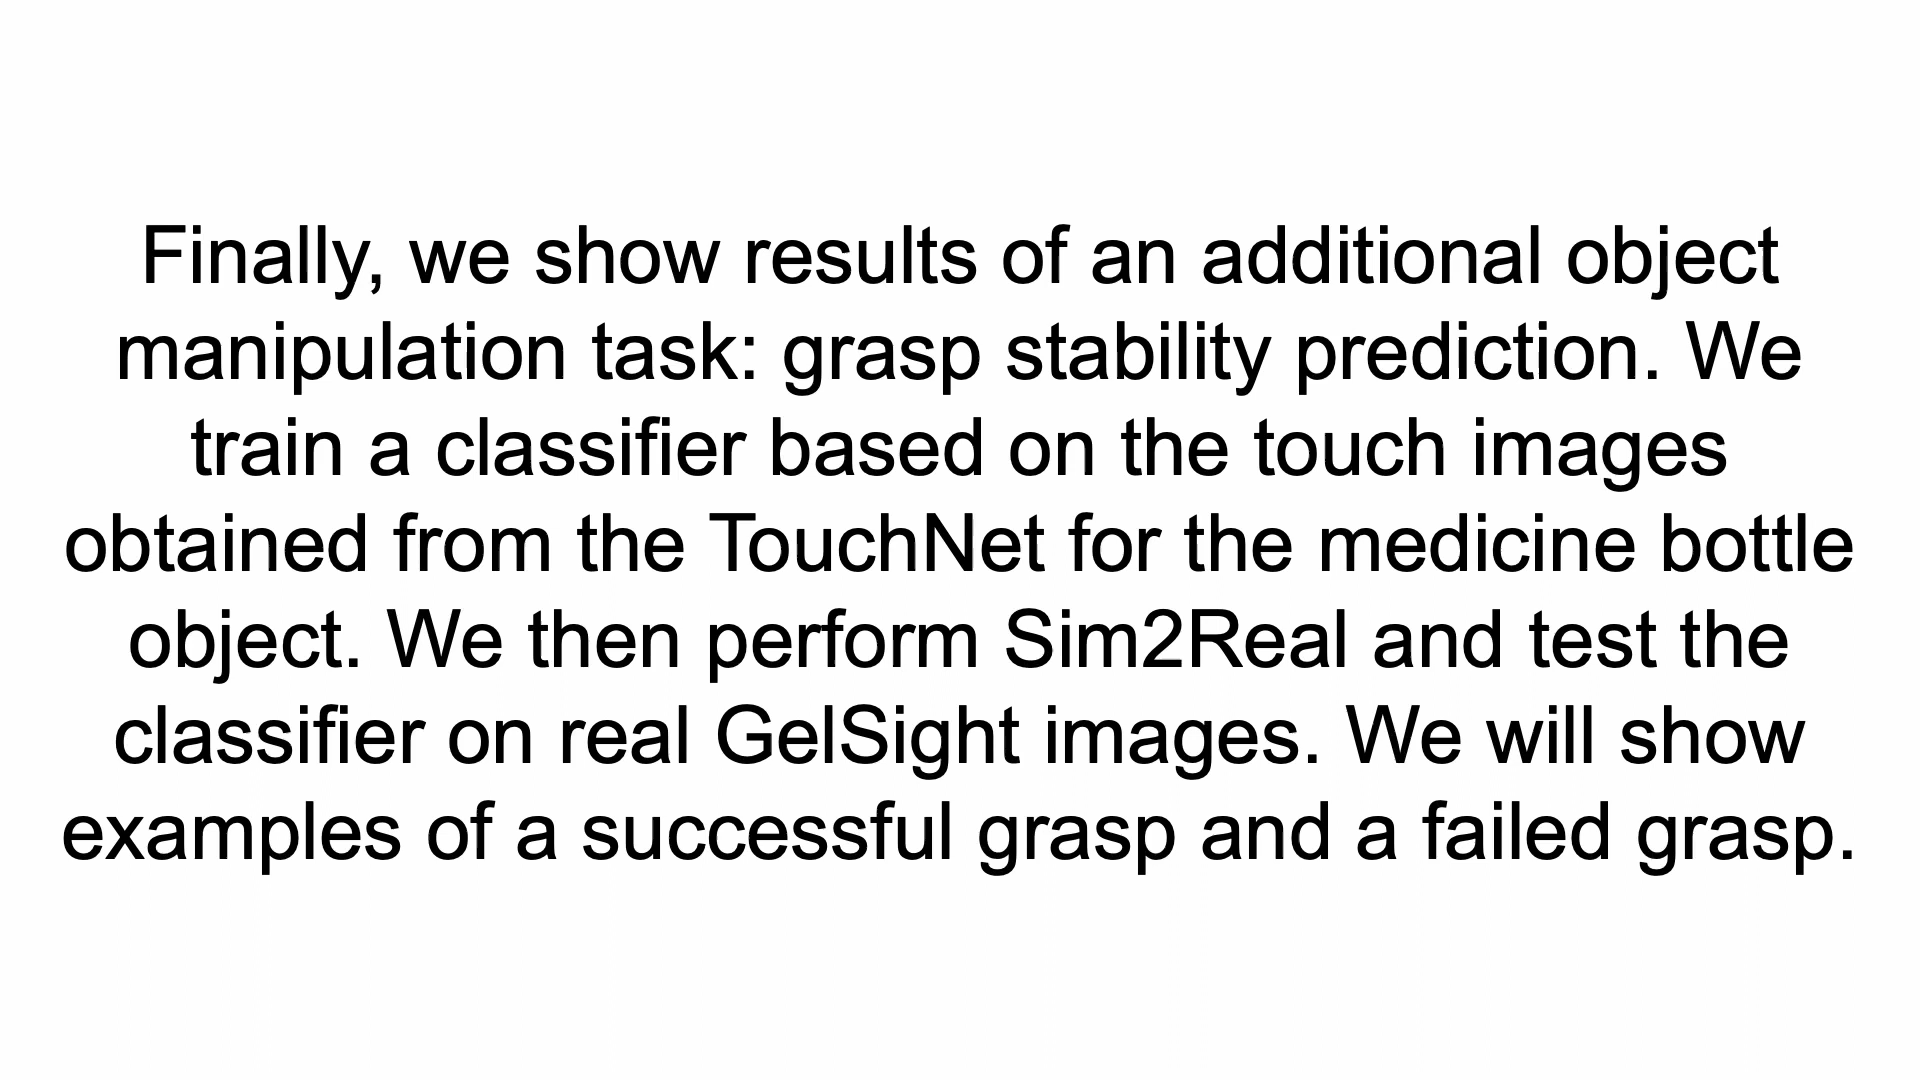 Finally, we show results of an additional object
manipulation task: grasp stability prediction. We
train a classifier based on the touch images
obtained from the TouchNet for the medicine bottle
object. We then perform Sim2Real and test the
classifier on real GelSight images. We will show
examples of a successful grasp and a failed grasp.